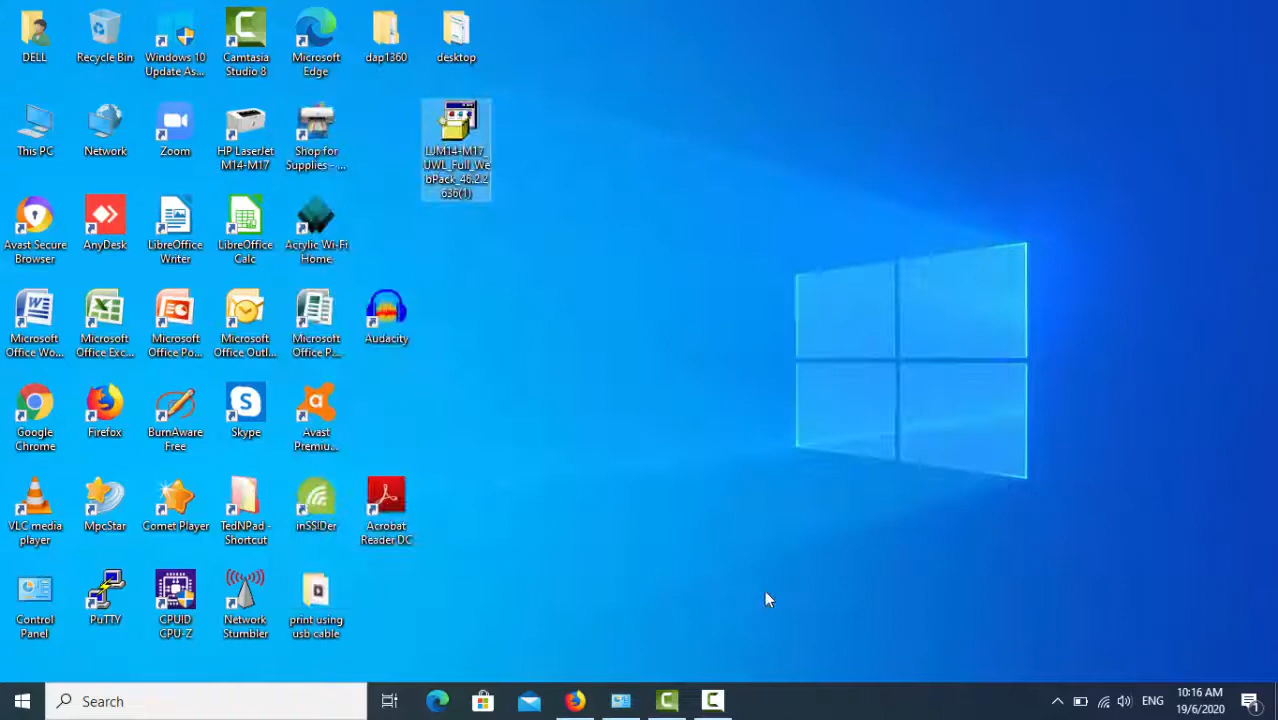 DELL
Recycle Bin
Windows 10
Update As...
Camtasia
Studio 8
Microsoft
Edge
dap1360
desktop
This PC
Network
Zoom
HP LaserJet
M14-M17
Shop for
Supplies - ...
LJM14-M17_
UWL_Full_We
bPack_46.2.2
636(1)
Avast Secure
Browser
AnyDesk
LibreOffice
Writer
LibreOffice
Calc
Acrylic Wi-Fi
Home
Microsoft
Office Wo...
Microsoft
Office Exc...
Microsoft
Office Po...
Microsoft
Office Outl...
Microsoft
Office P...
Audacity
Google
Chrome
Firefox
BurnAware
Free
Skype
Avast
Premiu...
VLC media
player
MpcStar
Comet Player
TedNPad -
Shortcut
inSSIDer
Acrobat
Reader DC
Control
Panel
PuTTY
CPUID
CPU-Z
Network
Stumbler
print using
usb cable
Search
ENG
10:16 AM
19/6/2020
1